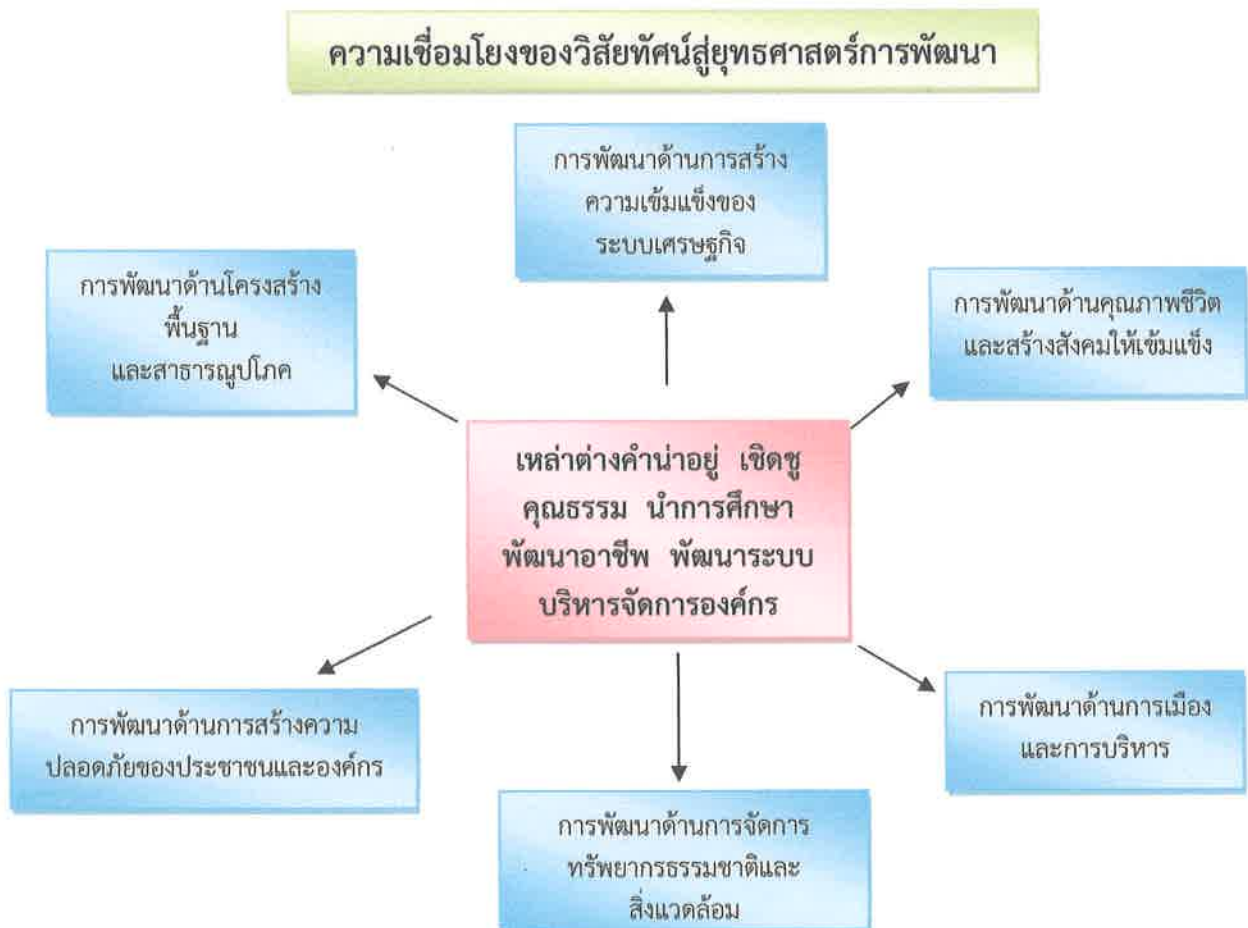 ความเชื่อมโยงของวิสัยทัศน์สู่ยุทธศาสตร์การพัฒนา
การพัฒนาด้านการสร้าง
ความเข้มแข็งของ
ระบบเศรษฐกิจ
การพัฒนาด้านโครงสร้าง
พื้นฐาน
และสาธารณูปโภค
การพัฒนาด้านคุณภาพชีวิต
และสร้างสังคมให้เข้มแข็ง
เหล่าต่างคำน่าอยู่ เชิดชู
คุณธรรม นำการศึกษา
พัฒนาอาชีพ พัฒนาระบบ
บริหารจัดการองค์กร
การพัฒนาด้านการสร้างความ
ปลอดภัยของประชาชนและองค์กร
การพัฒนาด้านการเมือง
และการบริหาร
การพัฒนาด้านการจัดการ
ทรัพยากรธรรมชาติและ
สิ่งแวดล้อม